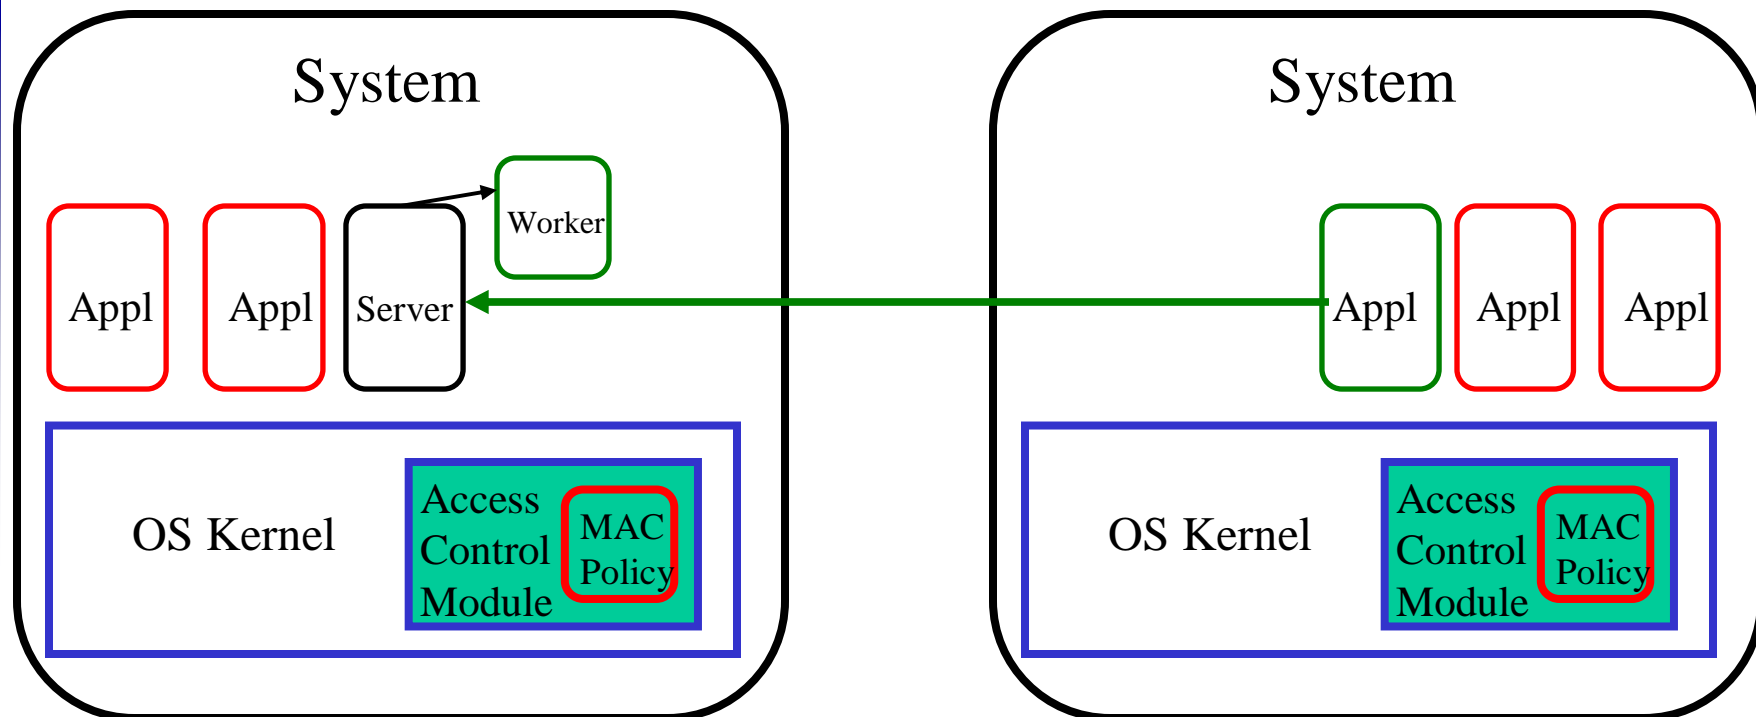 System
Worker
Appl
Appl
Server
OS Kernel
Access
Control
Module
MAC
Policy
System
Appl
Appl
Appl
OS Kernel
Access
Control
Module
MAC
Policy